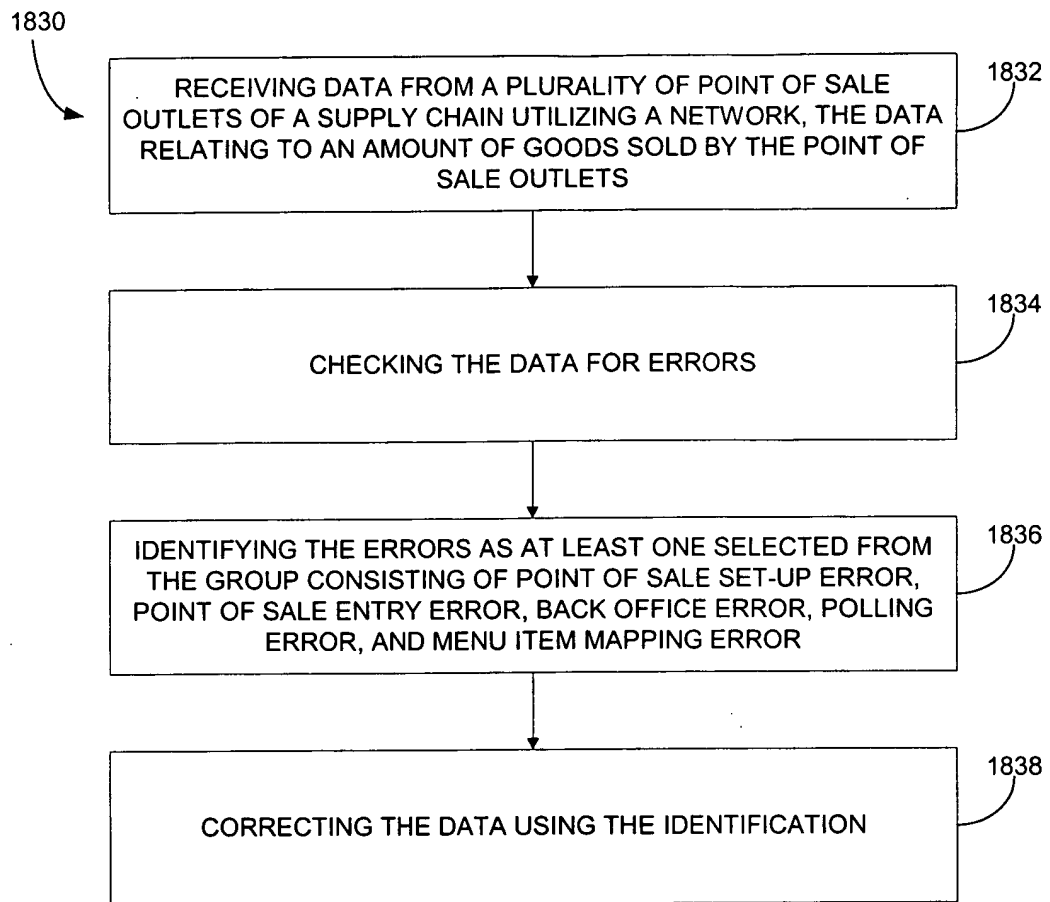 1830
RECEIVING DATA FROM A PLURALITY OF POINT OF SALE
OUTLETS OF A SUPPLY CHAIN UTILIZING A NETWORK, THE DATA
RELATING TO AN AMOUNT OF GOODS SOLD BY THE POINT OF
SALE OUTLETS
1832
CHECKING THE DATA FOR ERRORS
1834
IDENTIFYING THE ERRORS AS AT LEAST ONE SELECTED FROM
THE GROUP CONSISTING OF POINT OF SALE SET-UP ERROR,
POINT OF SALE ENTRY ERROR, BACK OFFICE ERROR, POLLING
ERROR, AND MENU ITEM MAPPING ERROR
1836
CORRECTING THE DATA USING THE IDENTIFICATION
1838